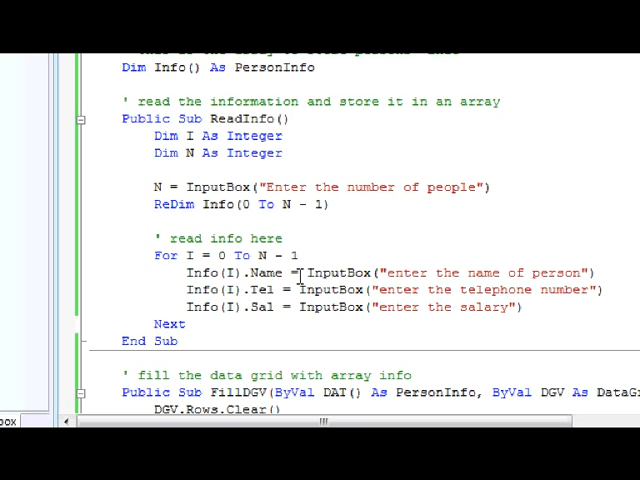 Dim Info() As PersonInfo
' read the information and store it in an array
Public Sub ReadInfo()
Dim I As Integer
Dim N As Integer
N = InputBox("Enter the number of people")
ReDim Info(0 To N - 1)
' read info here
For I = 0 To N - 1
Info(I).Name = InputBox("enter the name of person")
Info(I).Tel = InputBox("enter the telephone number")
Info(I).Sal = InputBox("enter the salary")
Next
End Sub
' fill the data grid with array info
Public Sub FillDGV(ByVal DAT() As PersonInfo, ByVal DGV As DataGr
DGV.Rows.Clear()
box